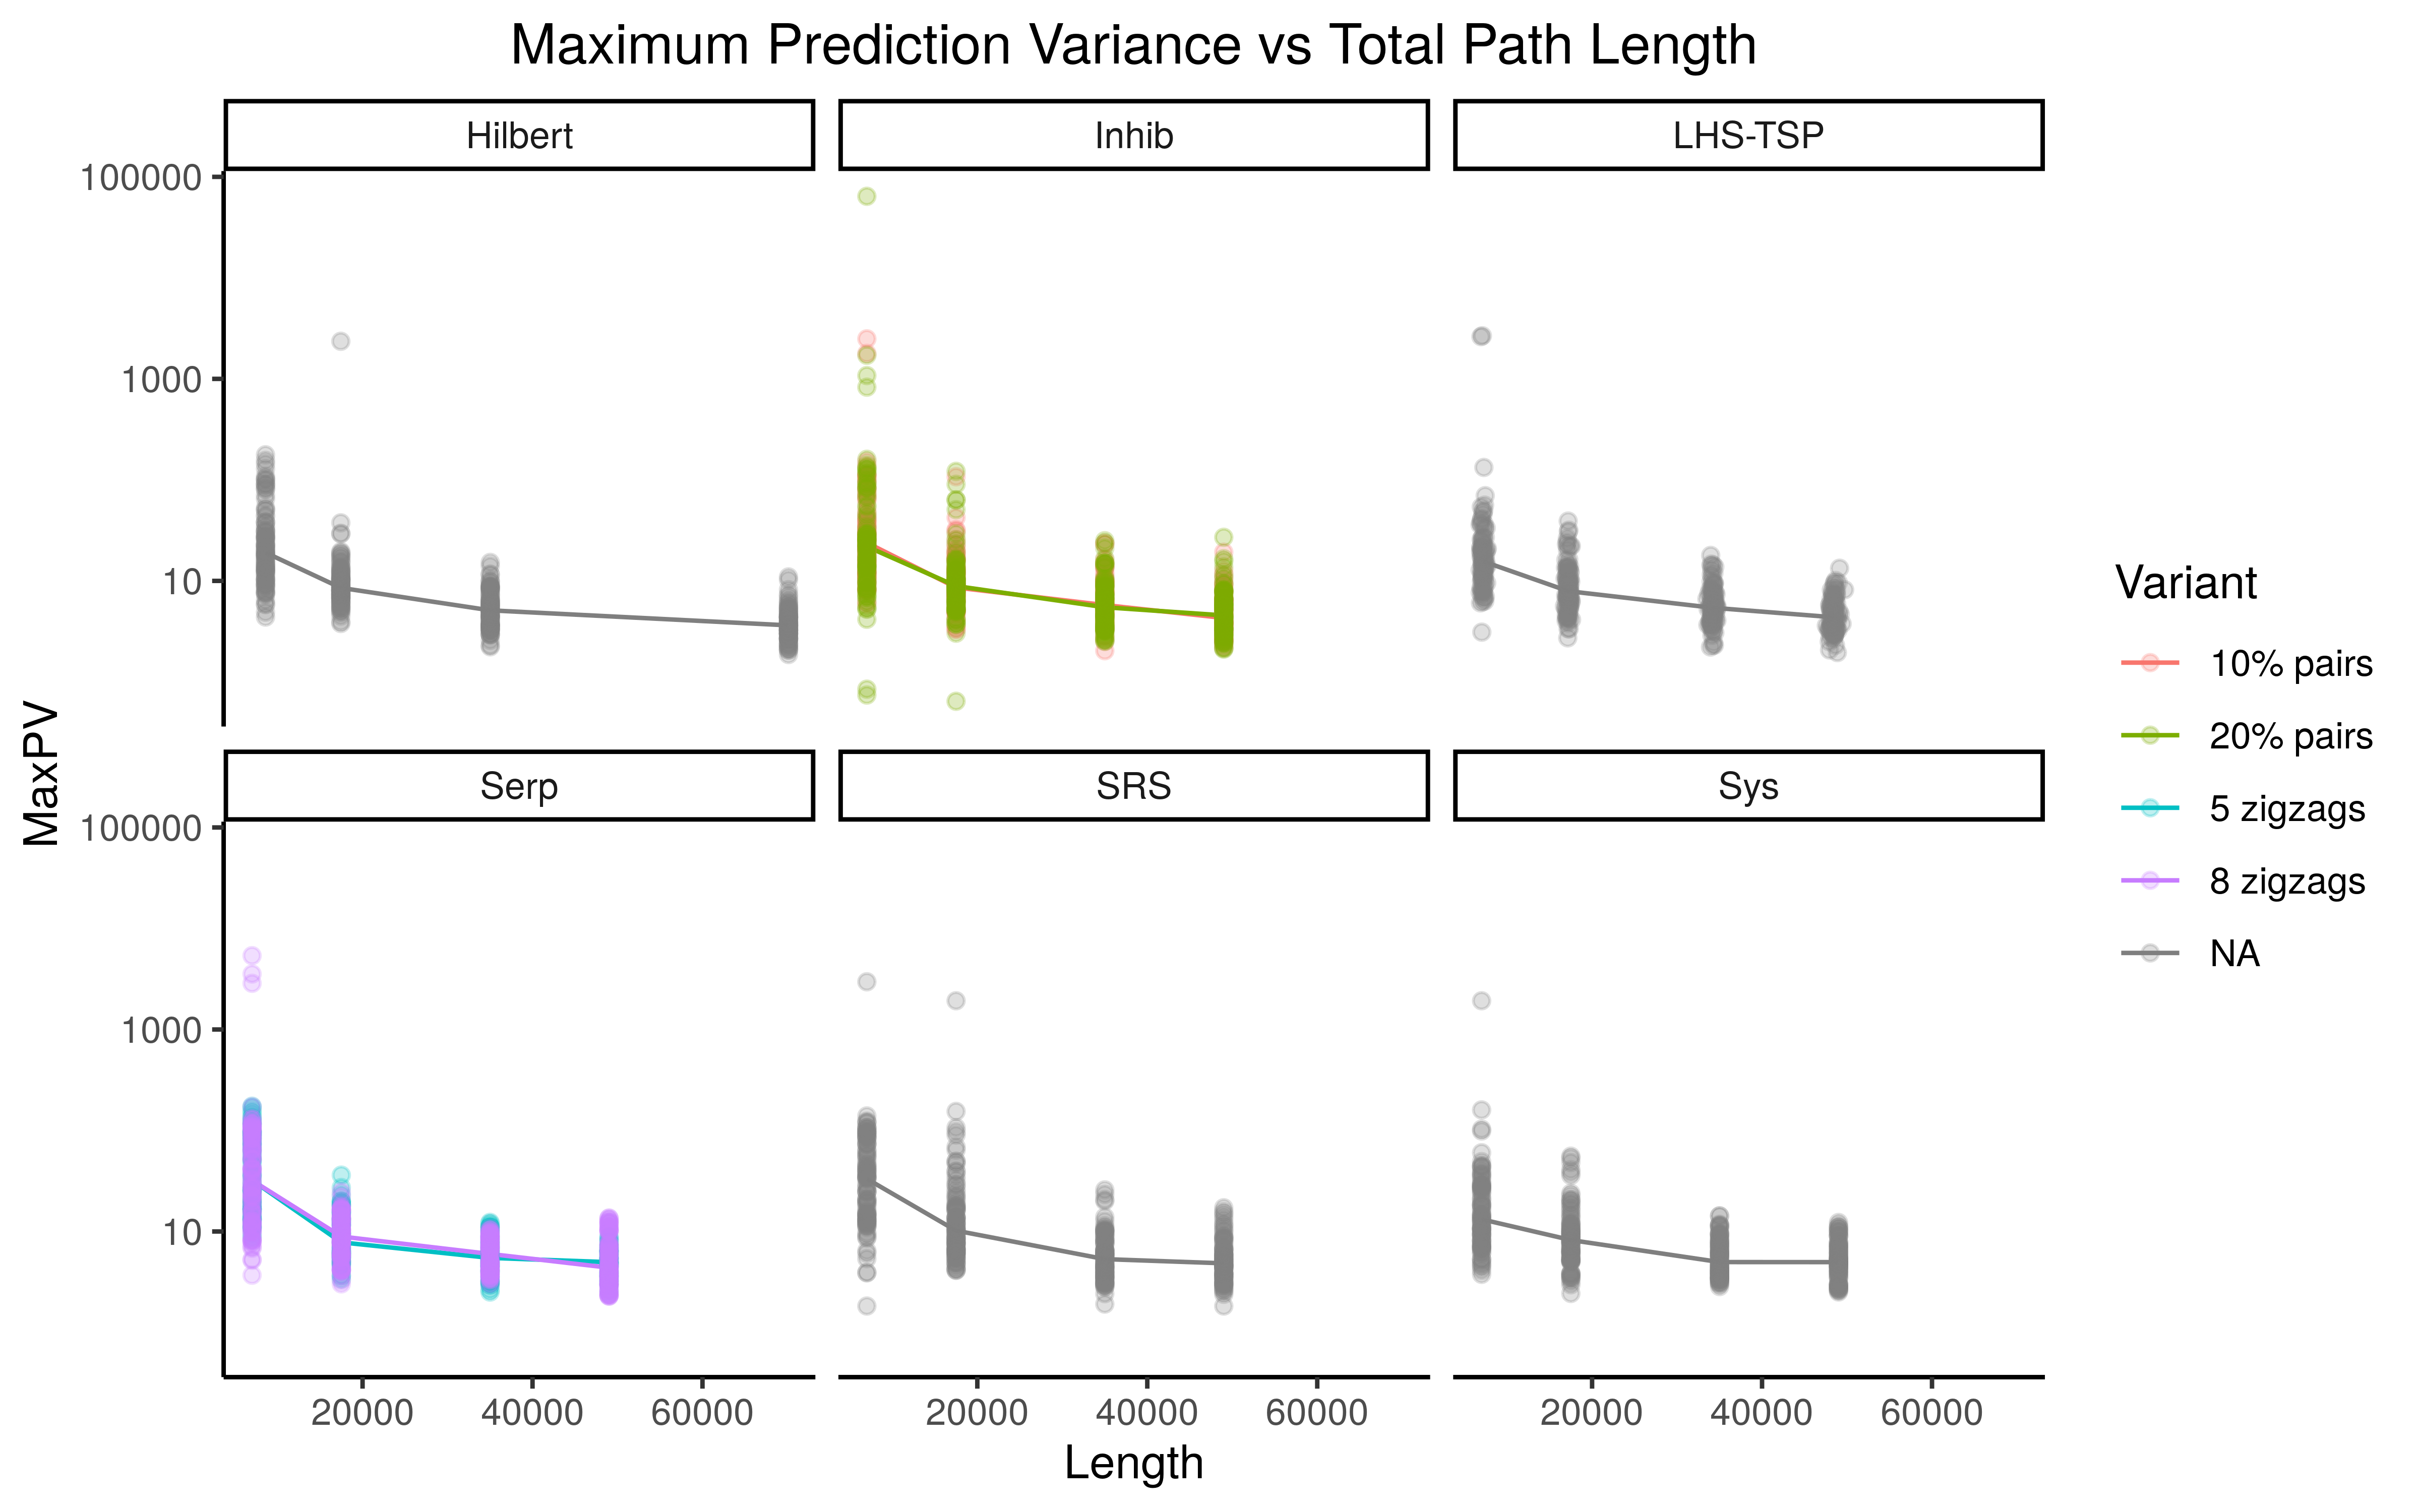 Maximum Prediction Variance vs Total Path Length
Hilbert
Inhib
LHS-TSP
100000
1000
10
Serp
SRS
Sys
100000
1000
10
20000 40000 60000
20000 40000 60000
20000 40000 60000
Length
MaxPV
Variant
10% pairs
20% pairs
5 zigzags
8 zigzags
NA